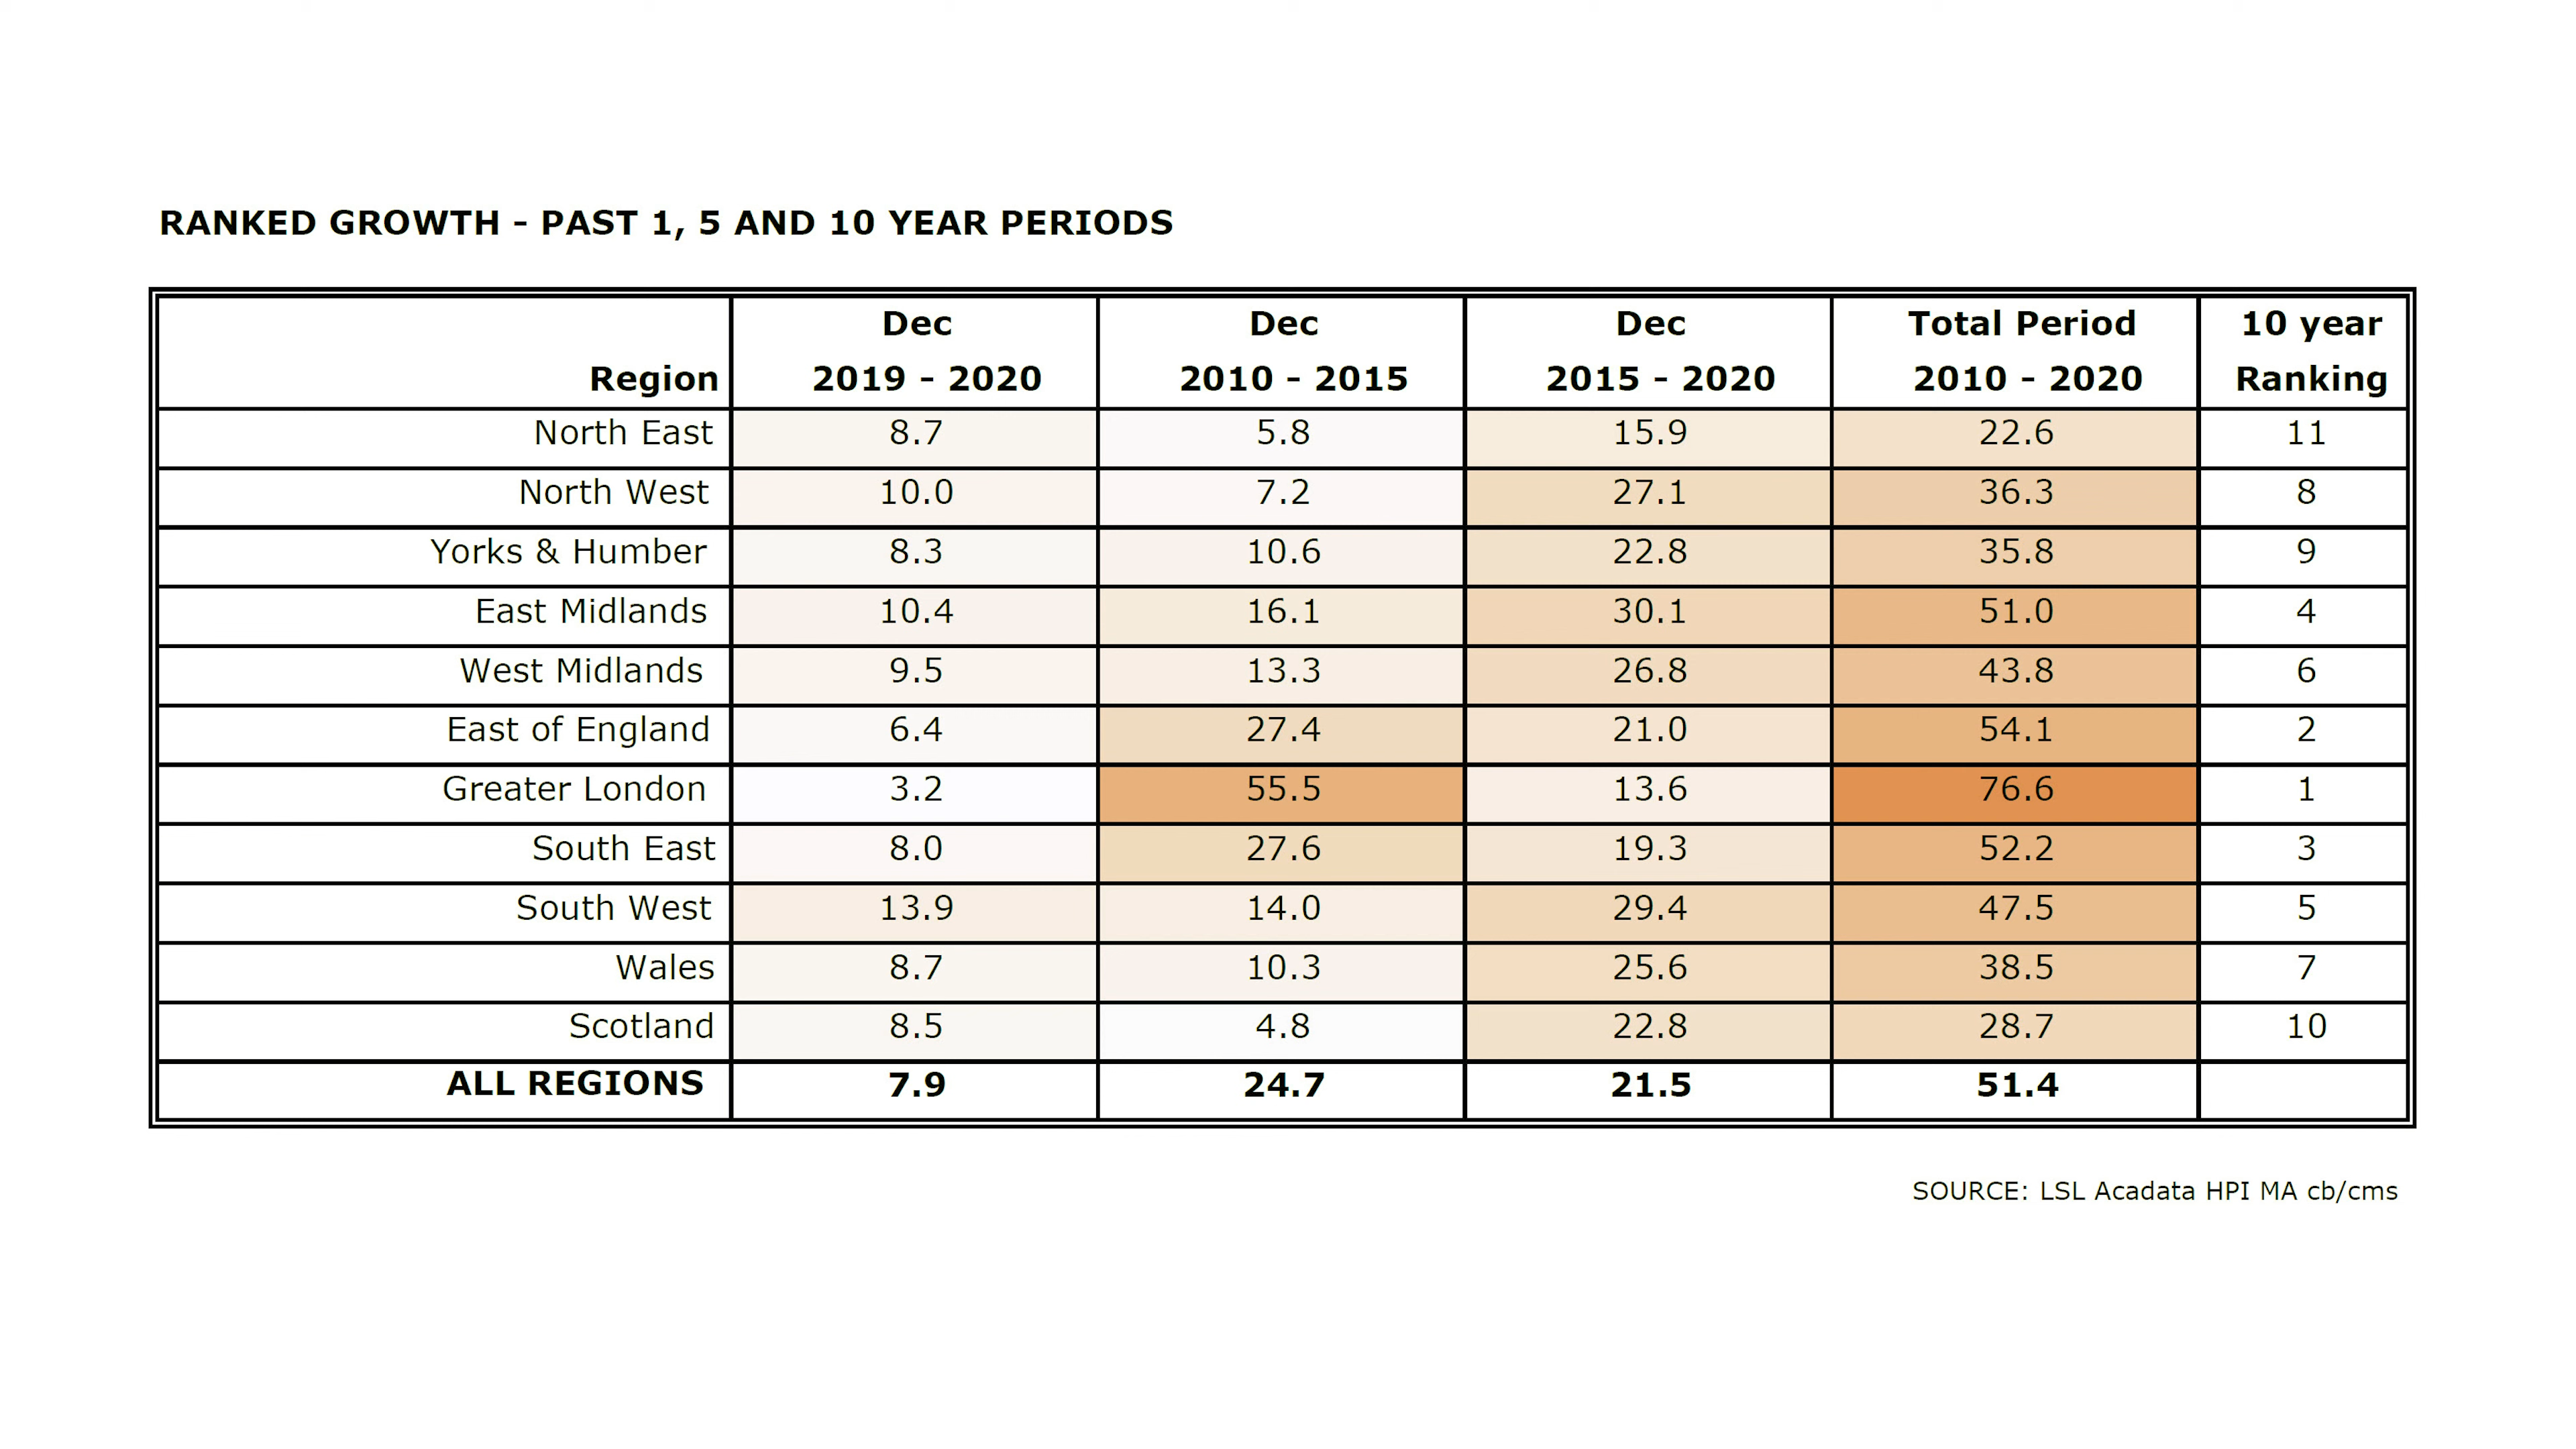 RANKED GROWTH - PAST 1, 5 AND 10 YEAR PERIODS
Dec Dec Dec Total Period 10 year
Region 2019 - 2020 2010 - 2015 2015 - 2020 2010 - 2020 Ranking
North East 8.7 5.8 15.9 22.6 11
North West 10.0 7.2 27.1 36.3 8
Yorks & Humber 8.3 10.6 22.8 35.8 9
East Midlands 10.4 16.1 30.1 51.0 4
West Midlands 9.5 13.3 26.8 43.8 6
East of England 6.4 27.4 21.0 54.1 2
Greater London 3.2 55.5 13.6 76.6 1
South East 8.0 27.6 19.3 52.2 3
South West 13.9 14.0 29.4 47.5 5
Wales 8.7 10.3 25.6 38.5 7
Scotland 8.5 4.8 22.8 28.7 10
ALL REGIONS 7.9 24.7 21.5 51.4
SOURCE: LSL Acadata HPI MA cb/cms